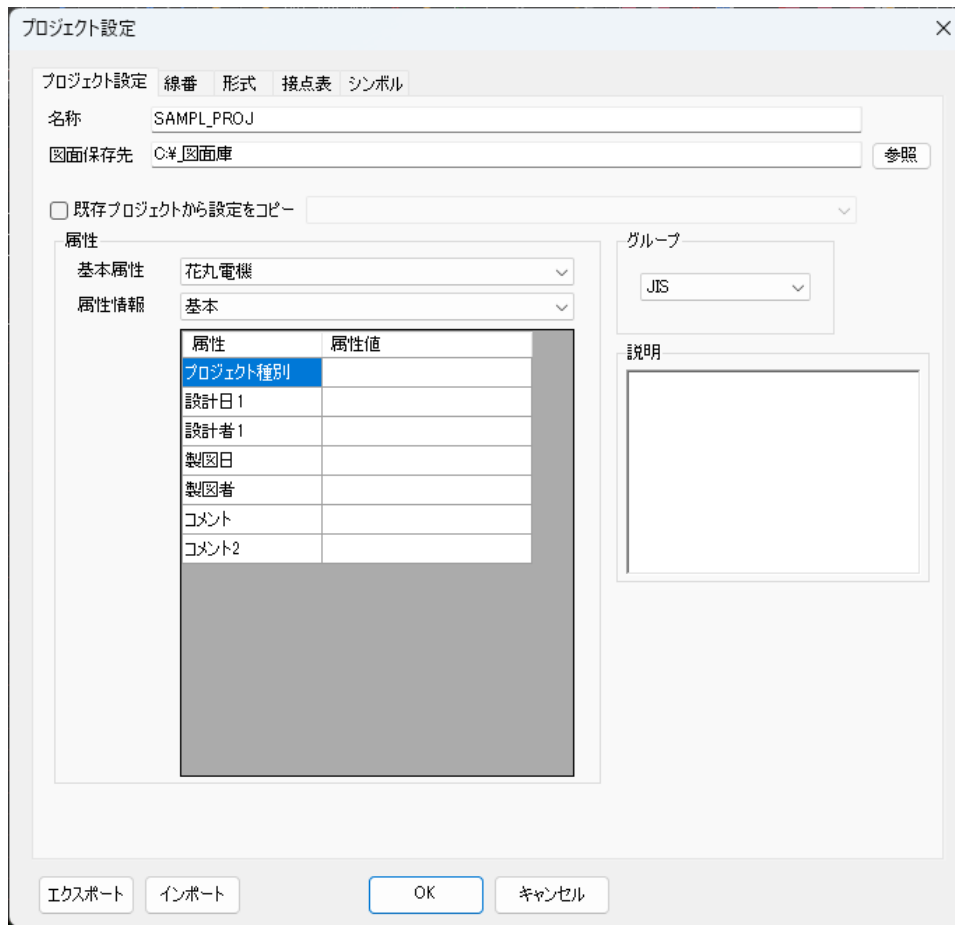 プロジェクト設定
プロジェクト設定 線番 形式 接点表 シンボル
名称 SAMPL_PROJ
図面保存先 C:¥_図面庫 参照
既存プロジェクトから設定をコピー
属性
基本属性 花丸電機
属性情報 基本
属性 属性値
プロジェクト種別
設計日1
設計者1
製図日
製図者
コメント
コメント2
グループ
JIS
説明
エクスポート インポート OK キャンセル